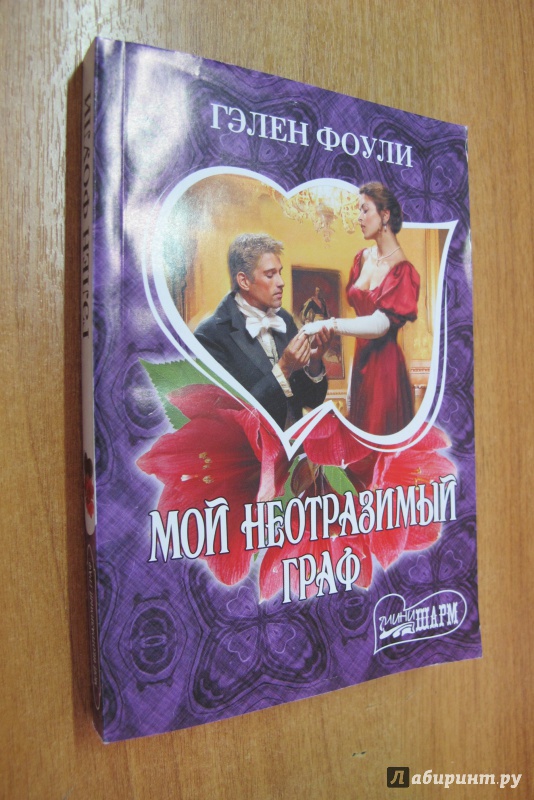 ГЭЛЕН ФОУЛИ
МОЙ НЕОТРАЗИМЫЙ
ГРАФ
мини
ШАРМ
Лабиринт.ру